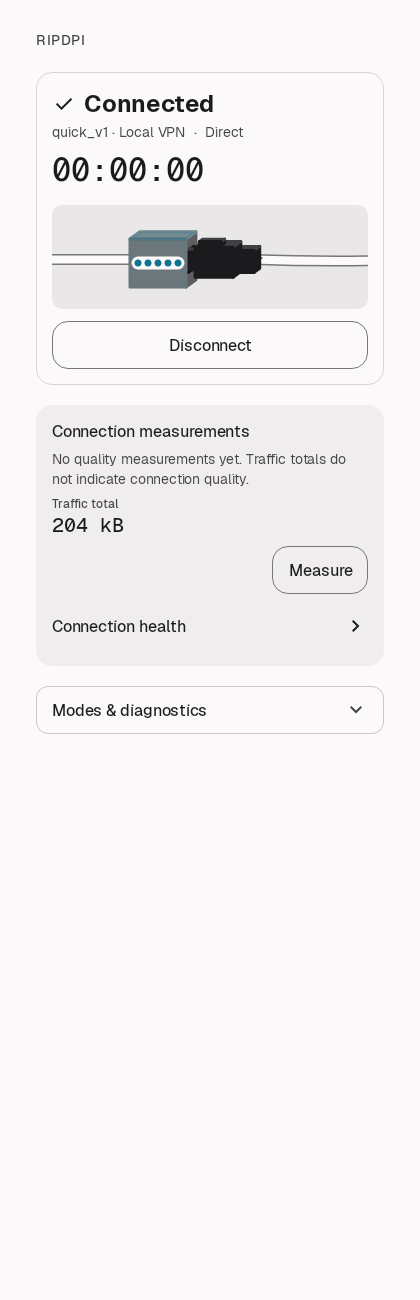 RIPDPI
Connected
quick_v1 · Local VPN · Direct
00:00:00
Disconnect
Connection measurements
No quality measurements yet. Traffic totals do
not indicate connection quality.
Traffic total
204 kB
Measure
Connection health
Modes & diagnostics